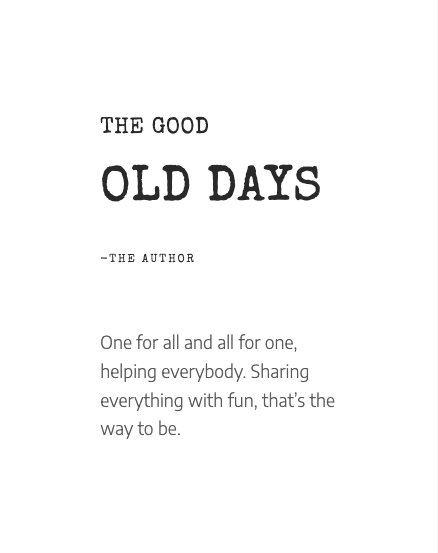 THE GOOD
OLD DAYS
–THE AUTHOR
One for all and all for one,
helping everybody. Sharing
everything with fun, that’s the
way to be.